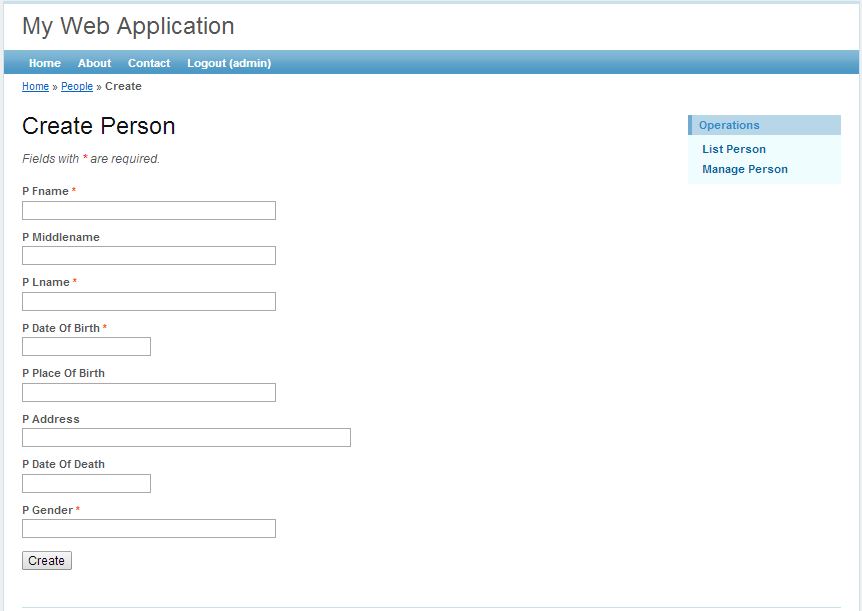 My Web Application
Home About Contact Logout (admin)
Home » People » Create
Create Person
Fields with * are required.
P Fname *
P Middlename
P Lname *
P Date Of Birth *
P Place Of Birth
P Address
P Date Of Death
P Gender *
Create
Operations
List Person
Manage Person